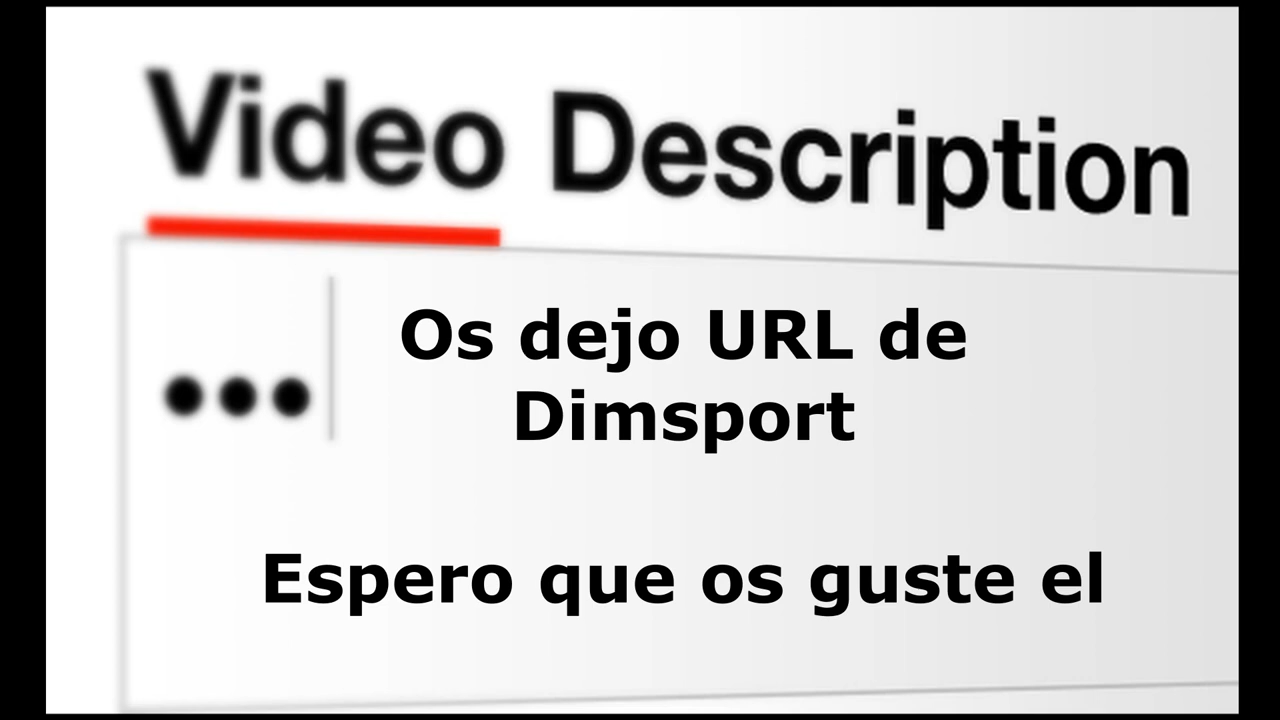 Video Description
Os dejo URL de
Dimsport
Espero que os guste el